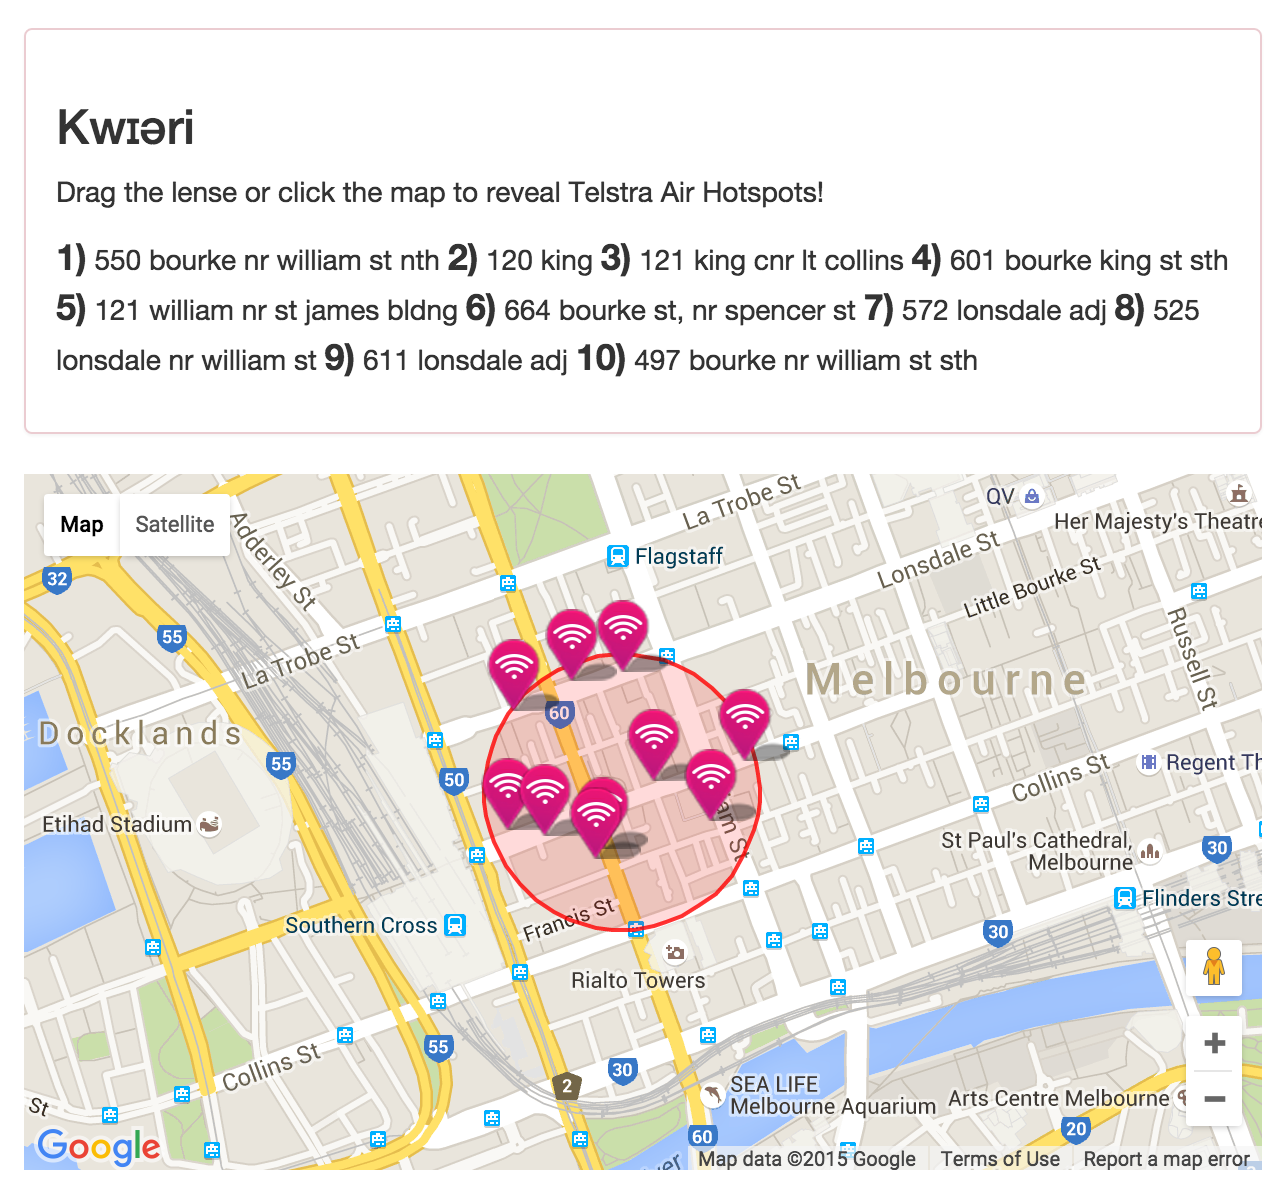 Kwɪəri
Drag the lense or click the map to reveal Telstra Air Hotspots!
1) 550 bourke nr william st nth 2) 120 king 3) 121 king cnr lt collins 4) 601 bourke king st sth
5) 121 william nr st james bldng 6) 664 bourke st, nr spencer st 7) 572 lonsdale adj 8) 525
lonsdale nr william st 9) 611 lonsdale adj 10) 497 bourke nr william st sth
Map
Satellite
La Trobe St
QV
Her Majesty's Theatre
Adderley St
Flagstaff
Lonsdale St
32
Little Bourke St
55
La Trobe St
Russell St
Melbourne
60
Docklands
55
50
Regent Th
Collins St
Etihad Stadium
iam St
St Paul's Cathedral,
Melbourne
30
Flinders Stre
Francis St
Southern Cross
30
Rialto Towers
55
Collins St
30
2
SEA LIFE
Melbourne Aquarium
Arts Centre Melbourne
St
20
60
Google
ver
Map data ©2015 Google
Terms of Use
Report a map error